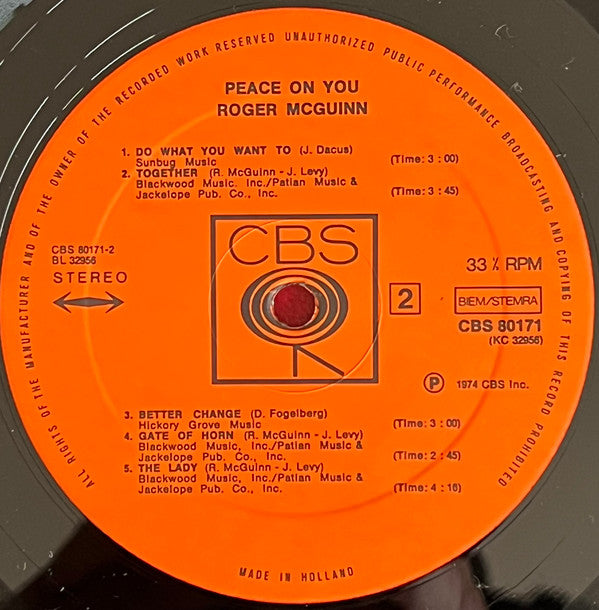 ALL RIGHTS OF THE MANUFACTURER AND OF THE OWNER OF THE RECORDED WORK RESERVED UNAUTHORIZED PUBLIC PERFORMANCE BROADCASTING AND COPYING OF THIS RECORD PROHIBITED
PEACE ON YOU
ROGER MCGUINN
1. DO WHAT YOU WANT TO (J. Dacus)
Sunbug Music (Time: 3 : 00)
2. TOGETHER (R. McGuinn - J. Levy)
Blackwood Music. Inc./Patian Music &
Jackelope Pub. Co., Inc. (Time: 3 : 45)
CBS 80171-2
BL 32956
STEREO
CBS
2
33 ⅓ RPM
BIEM/STEMRA
CBS 80171
(KC 32956)
Ⓟ 1974 CBS Inc.
3. BETTER CHANGE (D. Fogelberg)
Hickory Grove Music (Time: 3 : 00)
4. GATE OF HORN (R. McGuinn - J. Levy)
Blackwood Music, Inc./Patian Music &
Jackelope Pub. Co., Inc. (Time: 2 : 45)
5. THE LADY (R. McGuinn - J. Levy)
Blackwood Music, Inc./Patian Music &
Jackelope Pub. Co., Inc. (Time: 4 : 16)
MADE IN HOLLAND